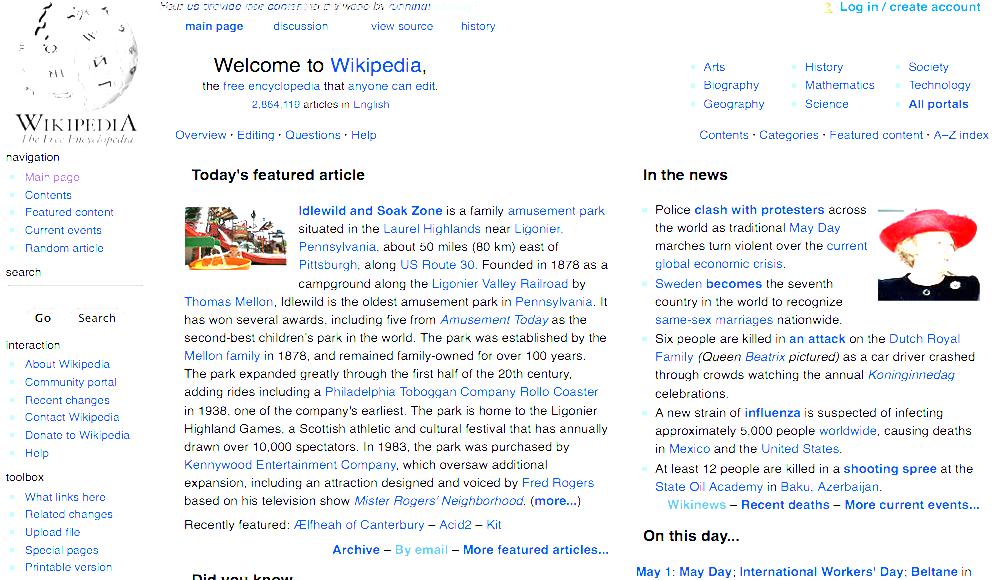 Log in / create account
main page discussion view source history
WIKIPEDIA
The Free Encyclopedia
navigation
Main page
Contents
Featured content
Current events
Random article
search
Go Search
interaction
About Wikipedia
Community portal
Recent changes
Contact Wikipedia
Donate to Wikipedia
Help
toolbox
What links here
Related changes
Upload file
Special pages
Printable version
Welcome to Wikipedia,
the free encyclopedia that anyone can edit.
2,864,119 articles in English
Arts
Biography
Geography
History
Mathematics
Science
Society
Technology
All portals
Overview · Editing · Questions · Help
Contents · Categories · Featured content · A–Z index
Today's featured article
Idlewild and Soak Zone is a family amusement park
situated in the Laurel Highlands near Ligonier,
Pennsylvania, about 50 miles (80 km) east of
Pittsburgh, along US Route 30. Founded in 1878 as a
campground along the Ligonier Valley Railroad by
Thomas Mellon, Idlewild is the oldest amusement park in Pennsylvania. It
has won several awards, including five from Amusement Today as the
second-best children's park in the world. The park was established by the
Mellon family in 1878, and remained family-owned for over 100 years.
The park expanded greatly through the first half of the 20th century,
adding rides including a Philadelphia Toboggan Company Rollo Coaster
in 1938, one of the company's earliest. The park is home to the Ligonier
Highland Games, a Scottish athletic and cultural festival that has annually
drawn over 10,000 spectators. In 1983, the park was purchased by
Kennywood Entertainment Company, which oversaw additional
expansion, including an attraction designed and voiced by Fred Rogers
based on his television show Mister Rogers' Neighborhood. (more...)
Recently featured: Ælfheah of Canterbury – Acid2 – Kit
Archive – By email – More featured articles...
Did you know
In the news
Police clash with protesters across
the world as traditional May Day
marches turn violent over the current
global economic crisis.
Sweden becomes the seventh
country in the world to recognize
same-sex marriages nationwide.
Six people are killed in an attack on the Dutch Royal
Family (Queen Beatrix pictured) as a car driver crashed
through crowds watching the annual Koninginnedag
celebrations.
A new strain of influenza is suspected of infecting
approximately 5,000 people worldwide, causing deaths
in Mexico and the United States.
At least 12 people are killed in a shooting spree at the
State Oil Academy in Baku, Azerbaijan.
Wikinews – Recent deaths – More current events...
On this day...
May 1: May Day; International Workers' Day; Beltane in